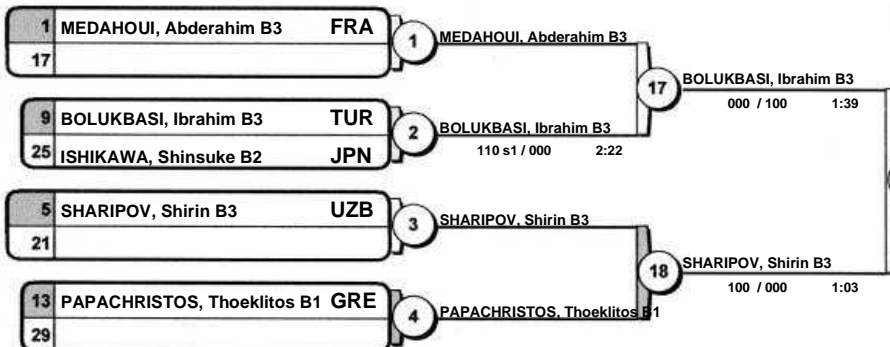 1 MEDAHOUI, Abderahim B3 FRA
17
1
MEDAHOUI, Abderahim B3
9 BOLUKBASI, Ibrahim B3 TUR
25 ISHIKAWA, Shinsuke B2 JPN
2
BOLUKBASI, Ibrahim B3
110 s1 / 000 2:22
17
BOLUKBASI, Ibrahim B3
000 / 100 1:39
5 SHARIPOV, Shirin B3 UZB
21
3
SHARIPOV, Shirin B3
13 PAPACHRISTOS, Thoeklitos B1 GRE
29
4
PAPACHRISTOS, Thoeklitos B1
18
SHARIPOV, Shirin B3
100 / 000 1:03